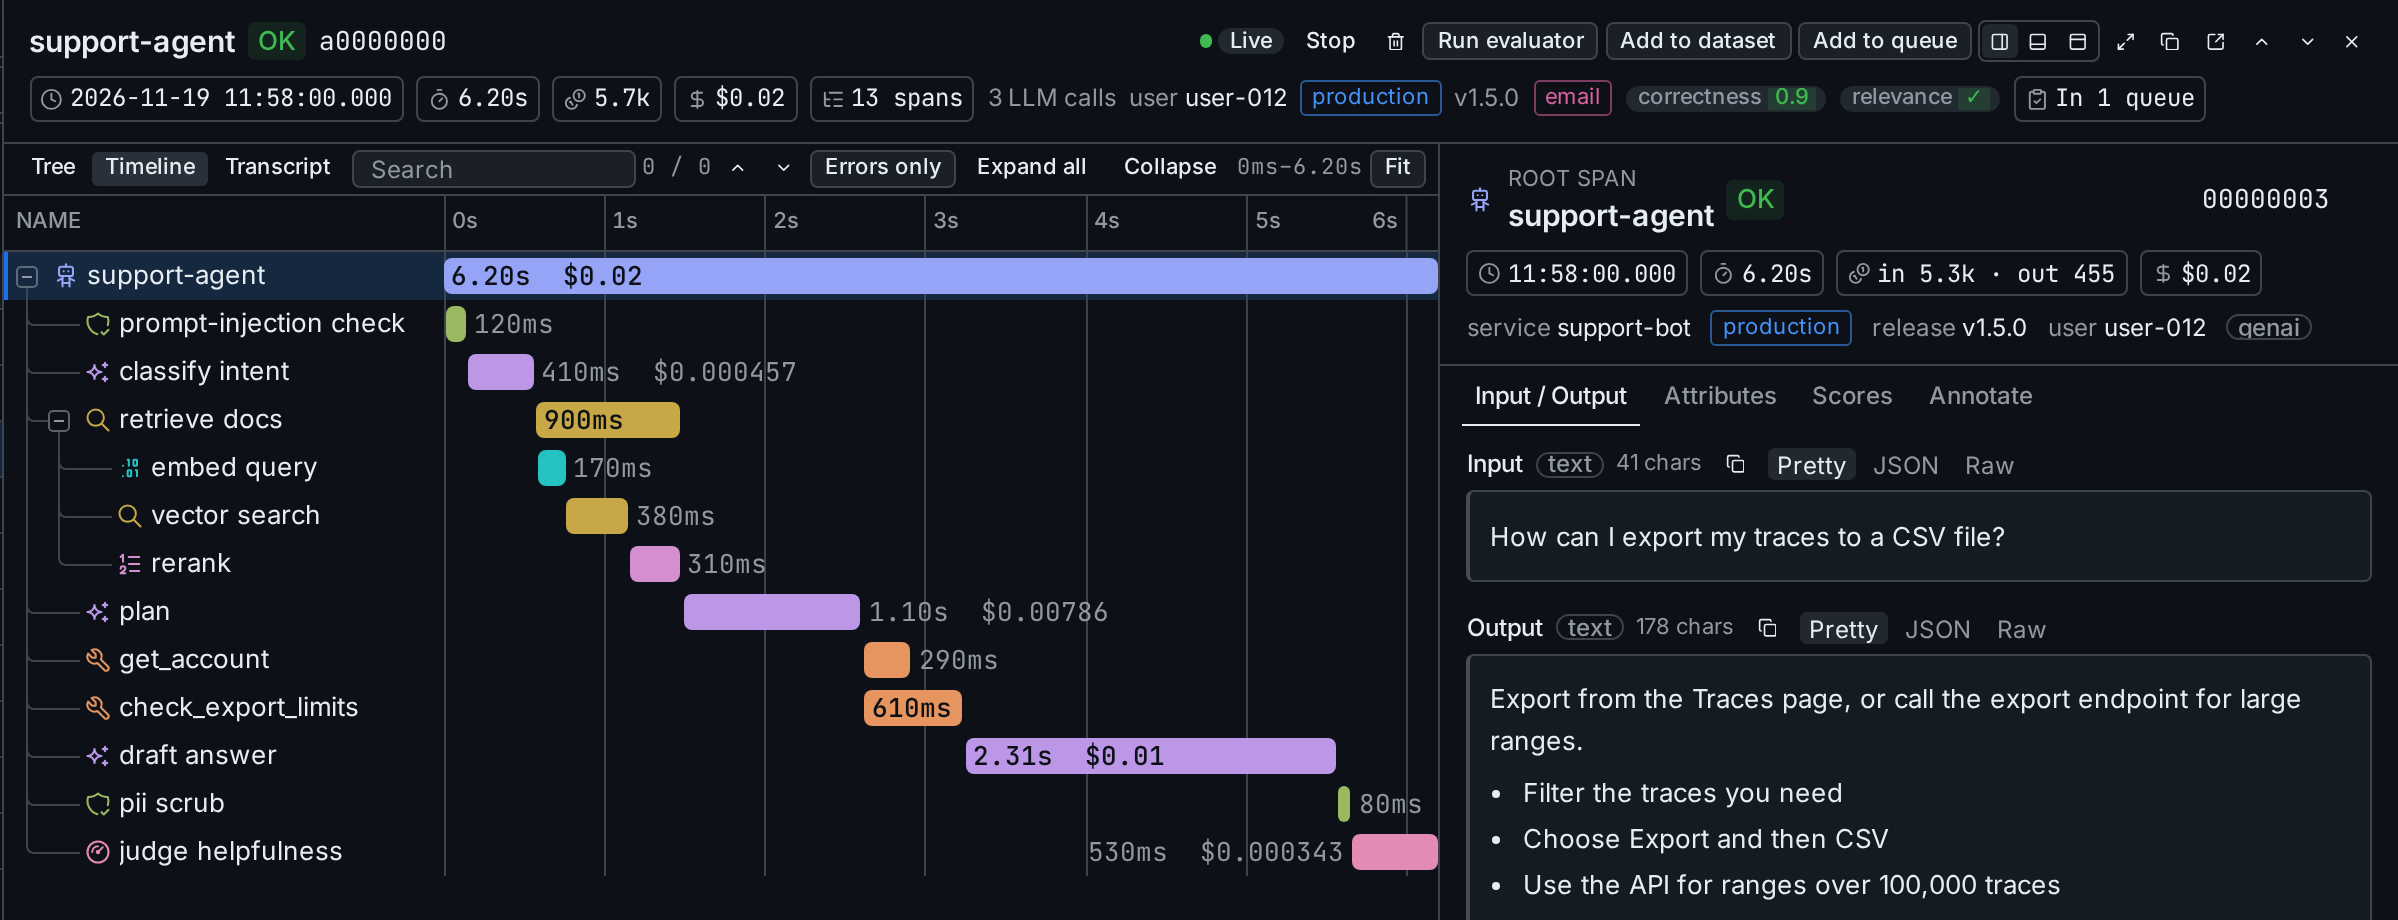 support-agent OK a0000000 Live Stop Run evaluator Add to dataset Add to queue
2026-11-19 11:58:00.000 6.20s 5.7k $0.02 13 spans 3 LLM calls user user-012 production v1.5.0 email correctness 0.9 relevance ✓ In 1 queue
Tree Timeline Transcript Search 0 / 0 Errors only Expand all Collapse 0ms–6.20s Fit
NAME 0s 1s 2s 3s 4s 5s 6s
support-agent 6.20s $0.02
prompt-injection check 120ms
classify intent 410ms $0.000457
retrieve docs 900ms
embed query 170ms
vector search 380ms
rerank 310ms
plan 1.10s $0.00786
get_account 290ms
check_export_limits 610ms
draft answer 2.31s $0.01
pii scrub 80ms
judge helpfulness 530ms $0.000343
ROOT SPAN
support-agent OK 00000003
11:58:00.000 6.20s in 5.3k · out 455 $0.02
service support-bot production release v1.5.0 user user-012 genai
Input / Output Attributes Scores Annotate
Input text 41 chars Pretty JSON Raw
How can I export my traces to a CSV file?
Output text 178 chars Pretty JSON Raw
Export from the Traces page, or call the export endpoint for large
ranges.
• Filter the traces you need
• Choose Export and then CSV
• Use the API for ranges over 100,000 traces